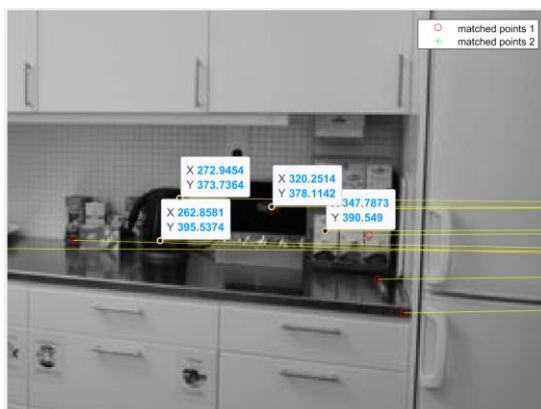 matched points 1
matched points 2
X 272.9454
Y 373.7364
X 320.2514
Y 378.1142
347.7873
Y 390.549
X 262.8581
Y 395.5374